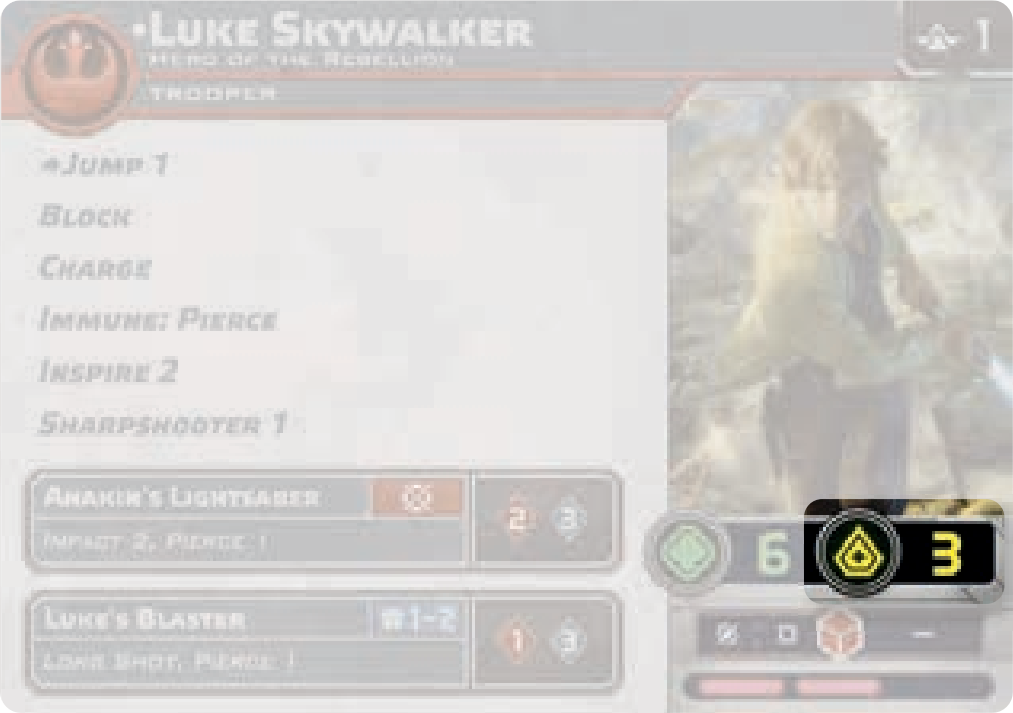 •Luke Skywalker
Hero of the Rebellion
1
Trooper
Jump 1
Block
Charge
Immune: Pierce
Inspire 2
Sharpshooter 1
Anakin's Lightsaber
2 3
Impact 2, Pierce 1
6 3
Luke's Blaster
1-2
1 3
Long Shot, Pierce 1